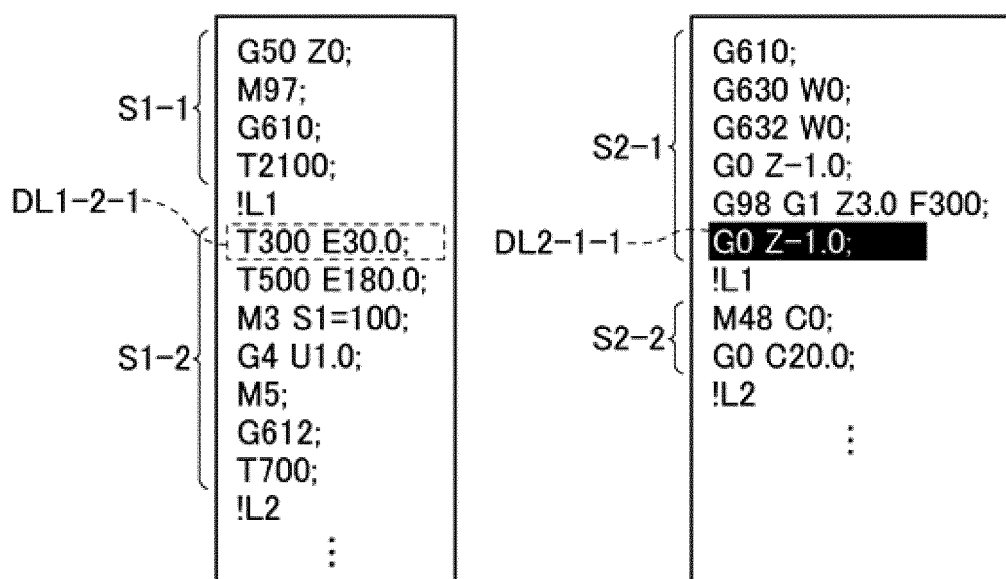 S1-1
G50 Z0;
M97;
G610;
T2100;
!L1
DL1-2-1
T300 E30.0;
T500 E180.0;
M3 S1=100;
S1-2
G4 U1.0;
M5;
G612;
T700;
!L2
⋮
S2-1
G610;
G630 W0;
G632 W0;
G0 Z-1.0;
G98 G1 Z3.0 F300;
DL2-1-1
G0 Z-1.0;
!L1
S2-2
M48 C0;
G0 C20.0;
!L2
⋮